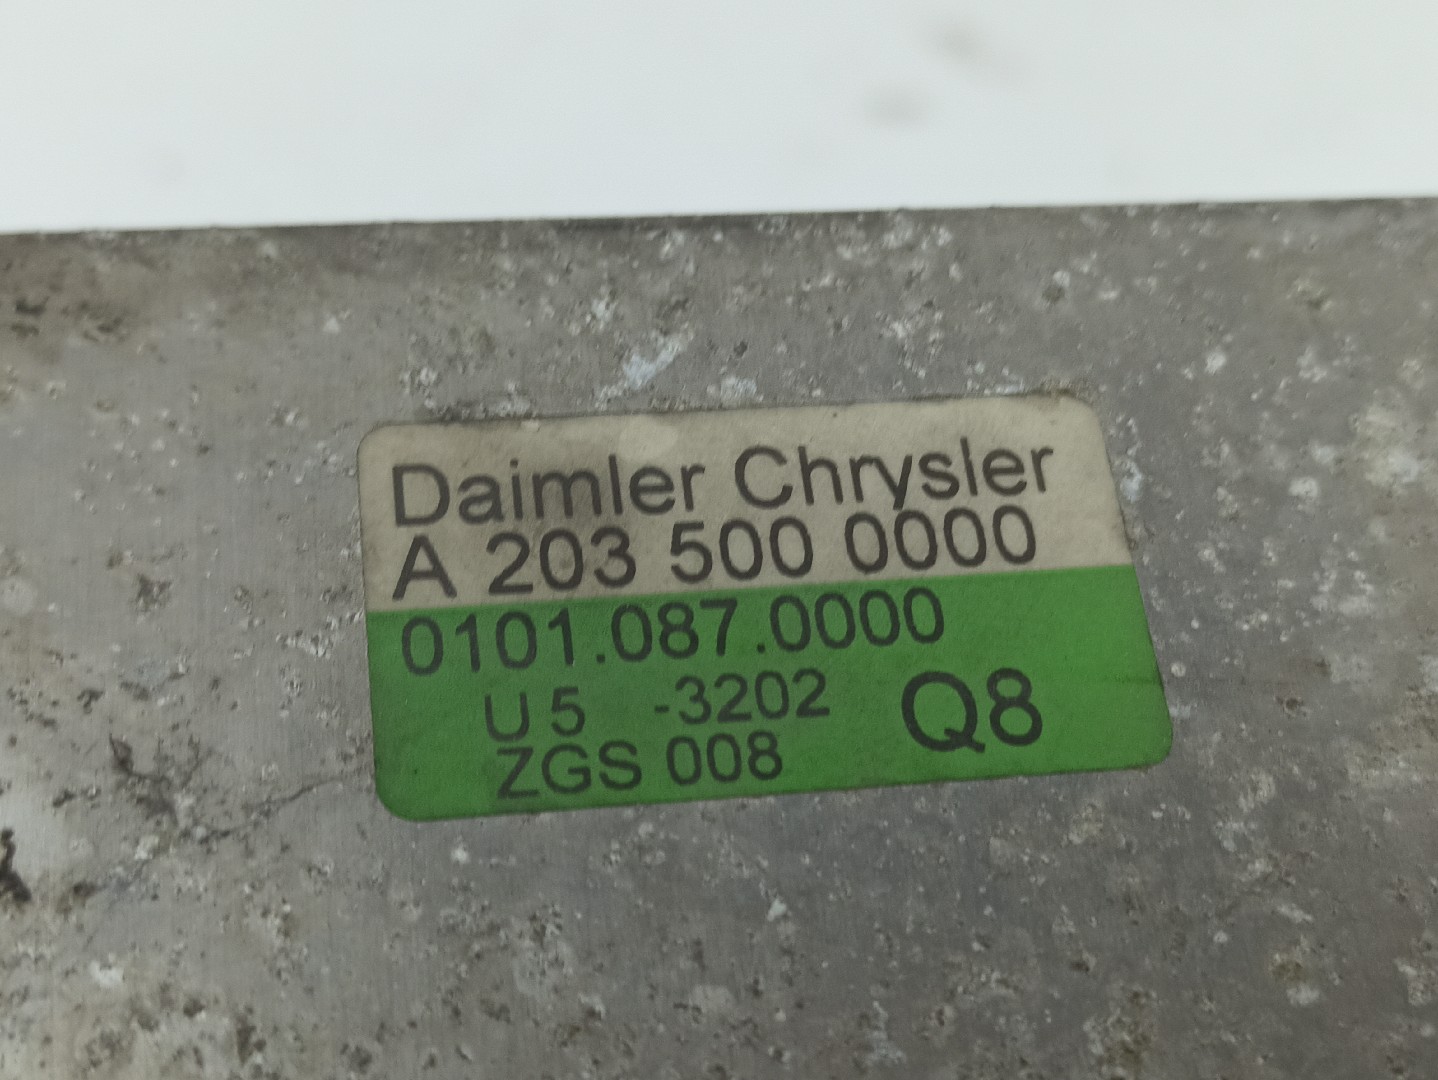 Daimler Chrysler
A 203 500 0000
0101.087.0000
U 5 -3202
Q8
ZGS 008